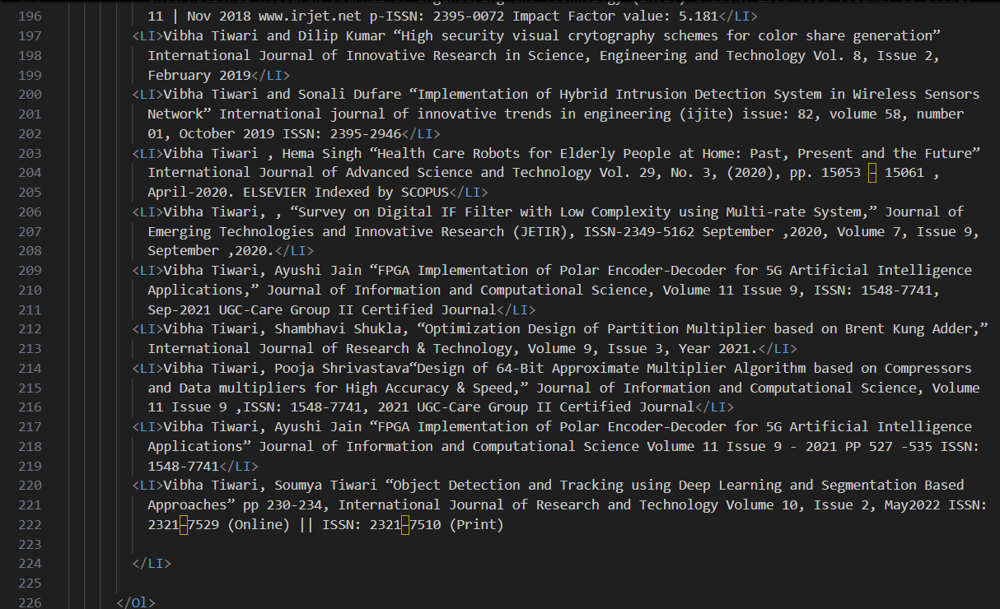 196 11 | Nov 2018 www.irjet.net p-ISSN: 2395-0072 Impact Factor value: 5.181</LI>
197 <LI>Vibha Tiwari and Dilip Kumar “High security visual crytography schemes for color share generation”
198 International Journal of Innovative Research in Science, Engineering and Technology Vol. 8, Issue 2,
199 February 2019</LI>
200 <LI>Vibha Tiwari and Sonali Dufare “Implementation of Hybrid Intrusion Detection System in Wireless Sensors
201 Network” International journal of innovative trends in engineering (ijite) issue: 82, volume 58, number
202 01, October 2019 ISSN: 2395-2946</LI>
203 <LI>Vibha Tiwari , Hema Singh “Health Care Robots for Elderly People at Home: Past, Present and the Future”
204 International Journal of Advanced Science and Technology Vol. 29, No. 3, (2020), pp. 15053 – 15061 ,
205 April-2020. ELSEVIER Indexed by SCOPUS</LI>
206 <LI>Vibha Tiwari, , “Survey on Digital IF Filter with Low Complexity using Multi-rate System,” Journal of
207 Emerging Technologies and Innovative Research (JETIR), ISSN-2349-5162 September ,2020, Volume 7, Issue 9,
208 September ,2020.</LI>
209 <LI>Vibha Tiwari, Ayushi Jain “FPGA Implementation of Polar Encoder-Decoder for 5G Artificial Intelligence
210 Applications,” Journal of Information and Computational Science, Volume 11 Issue 9, ISSN: 1548-7741,
211 Sep-2021 UGC-Care Group II Certified Journal</LI>
212 <LI>Vibha Tiwari, Shambhavi Shukla, “Optimization Design of Partition Multiplier based on Brent Kung Adder,”
213 International Journal of Research & Technology, Volume 9, Issue 3, Year 2021.</LI>
214 <LI>Vibha Tiwari, Pooja Shrivastava“Design of 64-Bit Approximate Multiplier Algorithm based on Compressors
215 and Data multipliers for High Accuracy & Speed,” Journal of Information and Computational Science, Volume
216 11 Issue 9 ,ISSN: 1548-7741, 2021 UGC-Care Group II Certified Journal</LI>
217 <LI>Vibha Tiwari, Ayushi Jain “FPGA Implementation of Polar Encoder-Decoder for 5G Artificial Intelligence
218 Applications” Journal of Information and Computational Science Volume 11 Issue 9 - 2021 PP 527 -535 ISSN:
219 1548-7741</LI>
220 <LI>Vibha Tiwari, Soumya Tiwari “Object Detection and Tracking using Deep Learning and Segmentation Based
221 Approaches” pp 230-234, International Journal of Research and Technology Volume 10, Issue 2, May2022 ISSN:
222 2321–7529 (Online) || ISSN: 2321–7510 (Print)
223
224 </LI>
225
226 </Ol>